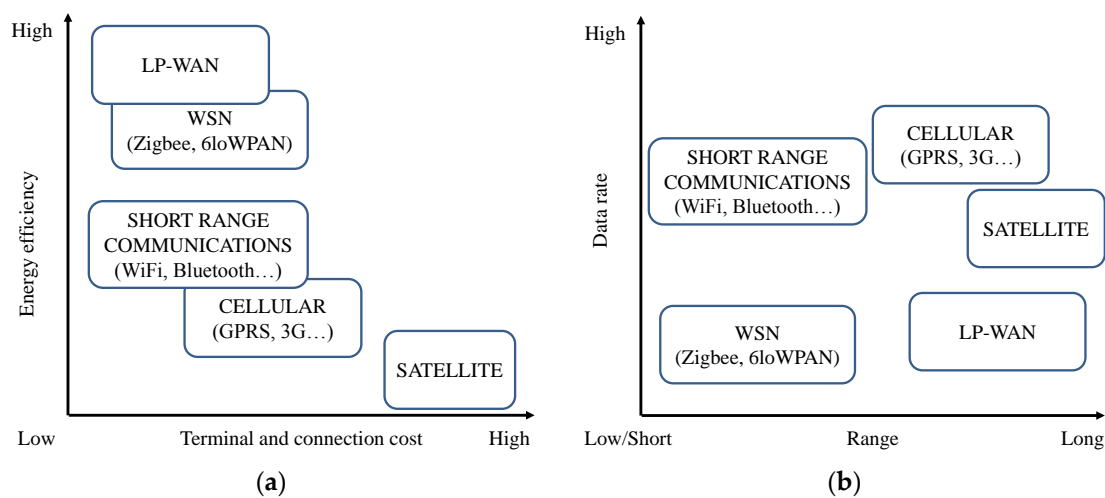 High
LP-WAN
WSN
(Zigbee, 6loWPAN)
SHORT RANGE
COMMUNICATIONS
(WiFi, Bluetooth…)
CELLULAR
(GPRS, 3G…)
SATELLITE
Energy efficiency
Low
Terminal and connection cost
High
(a)
High
CELLULAR
(GPRS, 3G…)
SHORT RANGE
COMMUNICATIONS
(WiFi, Bluetooth…)
SATELLITE
WSN
(Zigbee, 6loWPAN)
LP-WAN
Data rate
Low/Short
Range
Long
(b)